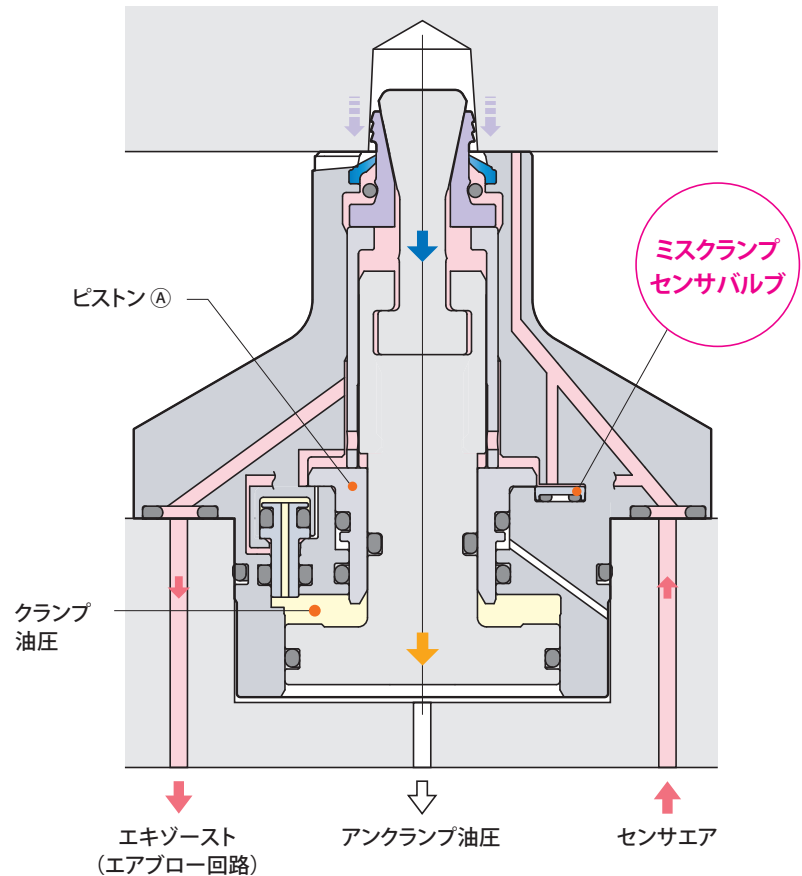 ミスクランプ
センサバルブ
ピストン Ⓐ
クランプ
油圧
エキゾースト
（エアブロー回路）
アンクランプ油圧
センサエア